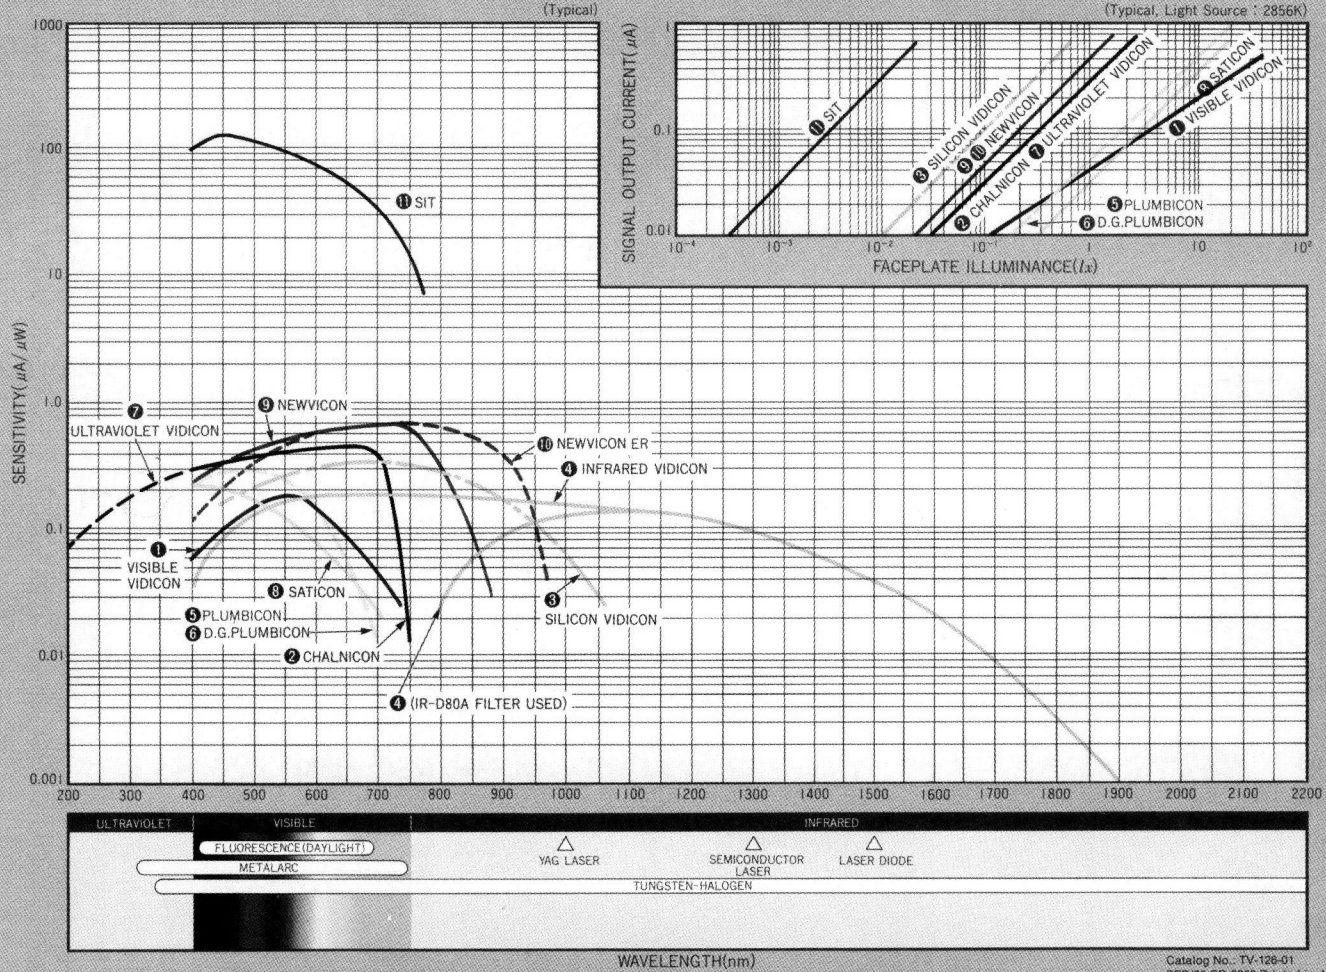 (Typical)
(Typical, Light Source : 2856K)
SIGNAL OUTPUT CURRENT(μA)
1
0.1
0.01
⓫ SIT
❸ SILICON VIDICON
❾ ❿ NEWVICON
❷ CHALNICON
❼ ULTRAVIOLET VIDICON
❽ SATICON
❶ VISIBLE VIDICON
❺ PLUMBICON
❻ D.G.PLUMBICON
10⁻⁴ 10⁻³ 10⁻² 10⁻¹ 1 10 10²
FACEPLATE ILLUMINANCE(lx)
SENSITIVITY(μA/μW)
1000
100
10
1.0
0.1
0.01
0.001
⓫ SIT
❼
ULTRAVIOLET VIDICON
❾ NEWVICON
❿ NEWVICON ER
❹ INFRARED VIDICON
❶
VISIBLE
VIDICON
❽ SATICON
❺ PLUMBICON
❻ D.G.PLUMBICON
❷ CHALNICON
❸
SILICON VIDICON
❹ (IR-D80A FILTER USED)
200 300 400 500 600 700 800 900 1000 1100 1200 1300 1400 1500 1600 1700 1800 1900 2000 2100 2200
ULTRAVIOLET VISIBLE INFRARED
FLUORESCENCE(DAYLIGHT)
METALARC
TUNGSTEN-HALOGEN
YAG LASER
SEMICONDUCTOR
LASER
LASER DIODE
WAVELENGTH(nm)
Catalog No.: TV-126-01